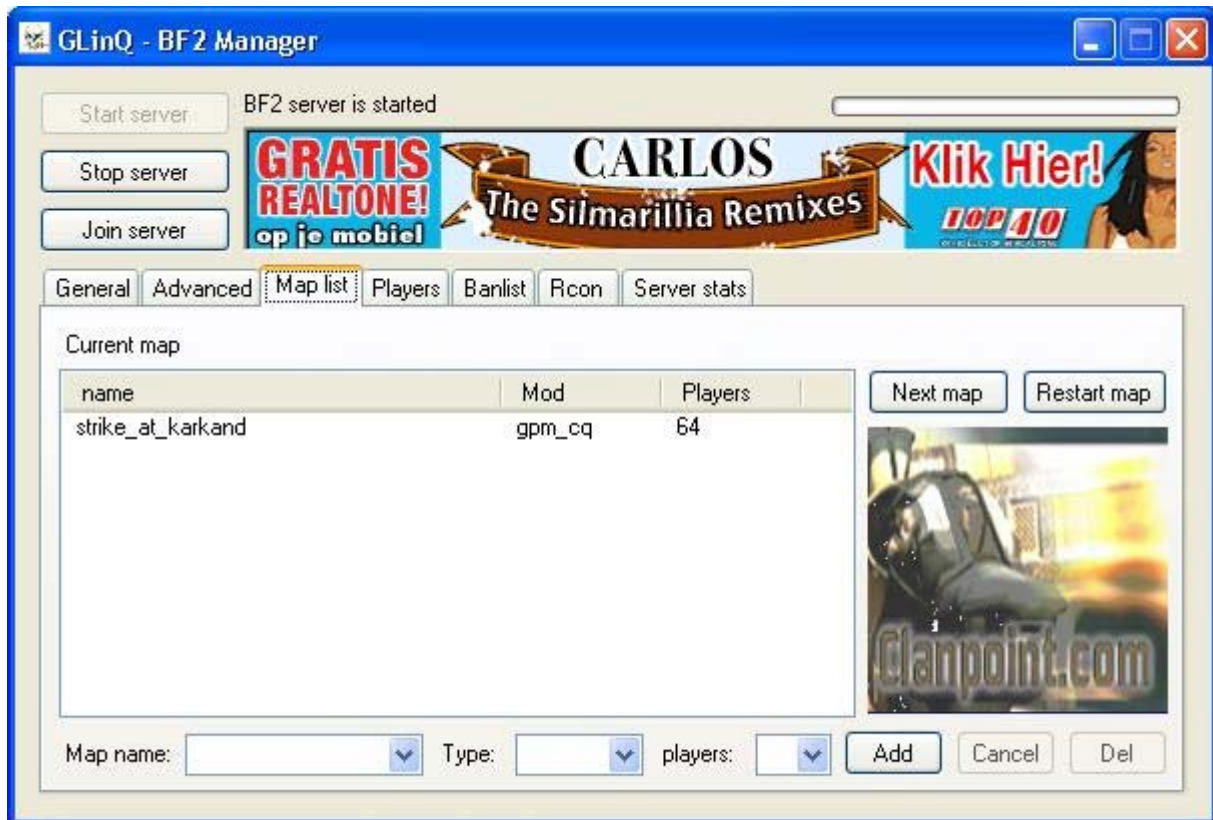 GLinQ - BF2 Manager
Start server
BF2 server is started
Stop server
Join server
GRATIS
REALTONE!
op je mobiel
CARLOS
The Silmarillia Remixes
Klik Hier!
TOP 40
General Advanced Map list Players Banlist Rcon Server stats
Current map
name Mod Players
strike_at_karkand gpm_cq 64
Next map Restart map
Clanpoint.com
Map name: Type: players: Add Cancel Del